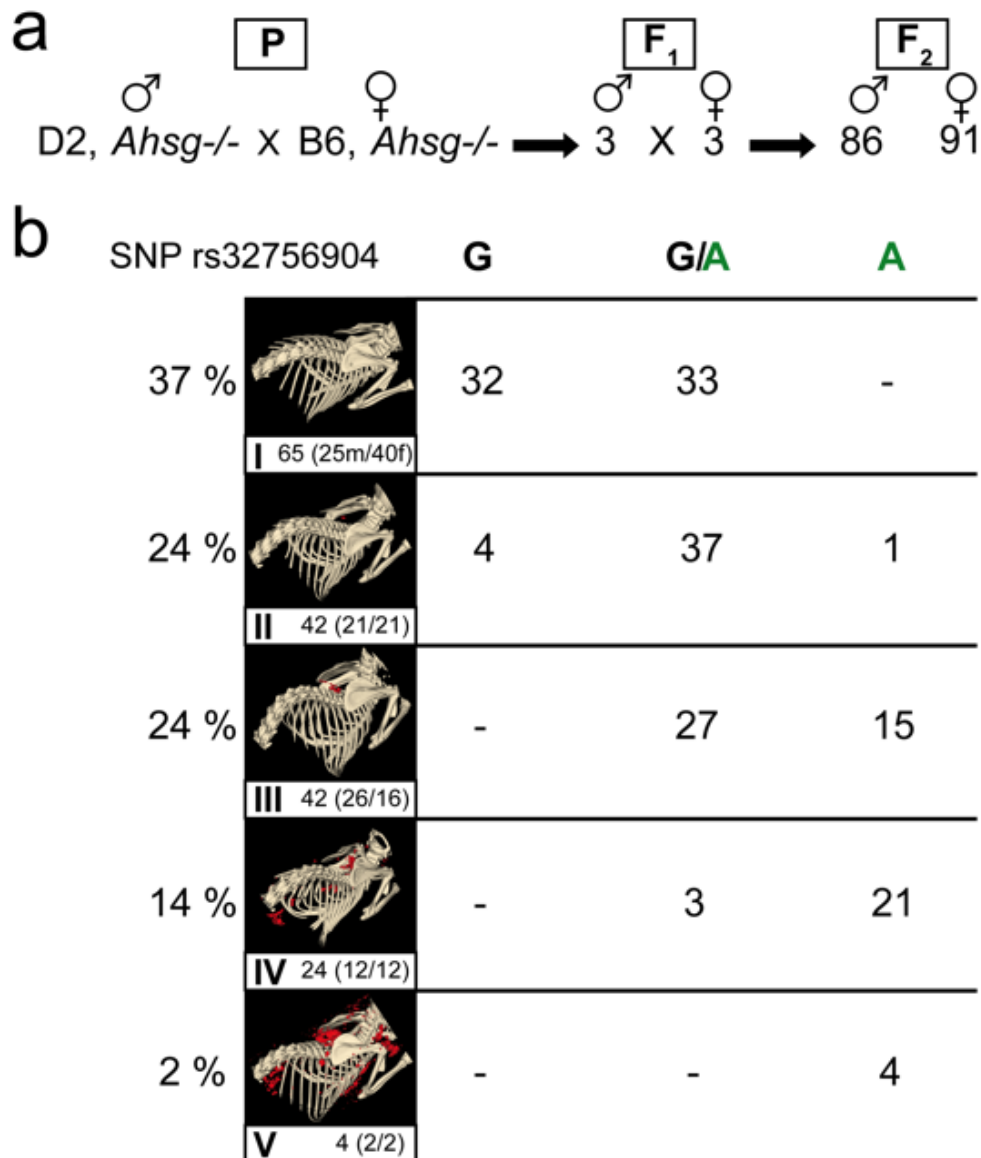 a
P F1 F2
♂ ♀ ♂ ♀ ♂ ♀
D2, Ahsg-/- X B6, Ahsg-/- 3 X 3 86 91
b
SNP rs32756904 G G/A A
37 % 32 33 -
I 65 (25m/40f)
24 % 4 37 1
II 42 (21/21)
24 % - 27 15
III 42 (26/16)
14 % - 3 21
IV 24 (12/12)
2 % - - 4
V 4 (2/2)